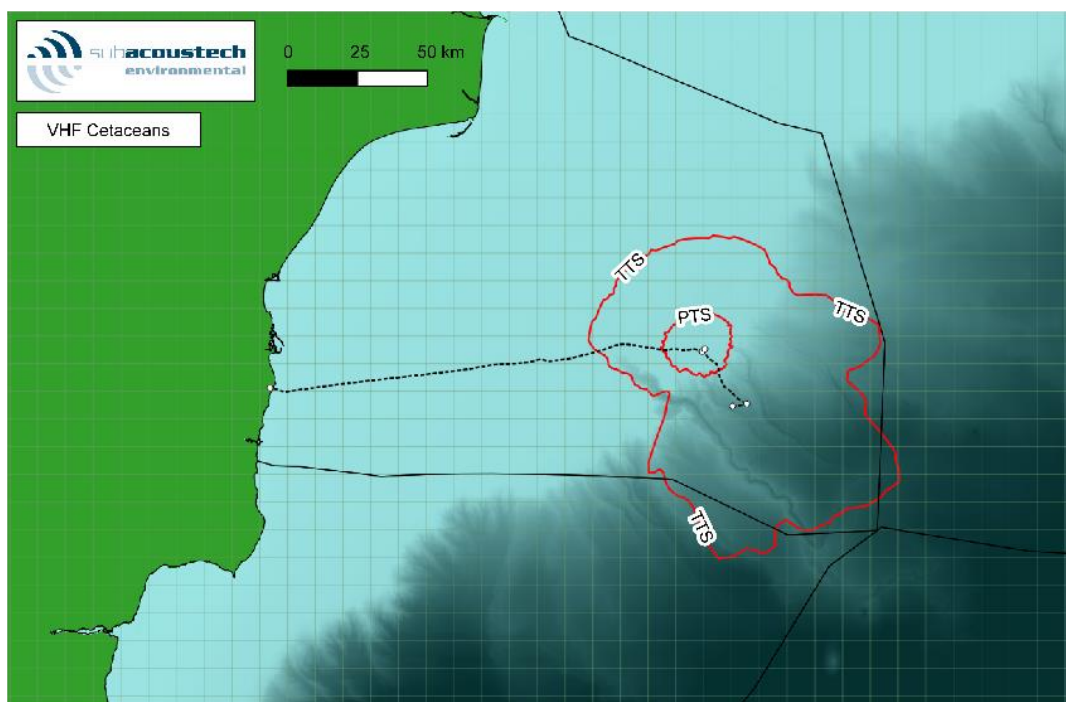 subacoustech
environmental
0 25 50 km
VHF Cetaceans
TTS
TTS
PTS
TTS